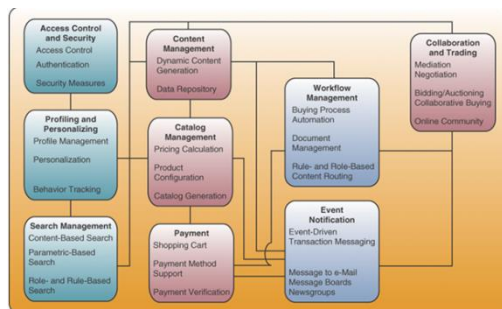 Access Control
and Security
Access Control
Authentication
Security Measures
Profiling and
Personalizing
Profile Management
Personalization
Behavior Tracking
Search Management
Content-Based Search
Parametric-Based
Search
Role- and Rule-Based
Search
Content
Management
Dynamic Content
Generation
Data Repository
Catalog Management
Pricing Calculation
Product
Configuration
Catalog Generation
Payment
Shopping Cart
Payment Method
Support
Payment Verification
Workflow
Management
Buying Process
Automation
Document
Management
Rule- and Role-Based
Content Routing
Event
Notification
Event-Driven
Transaction Messaging
Message to e-Mail
Message Boards
Newsgroups
Collaboration
and Trading
Mediation
Negotiation
Bidding/Auctioning
Collaborative Buying
Online Community